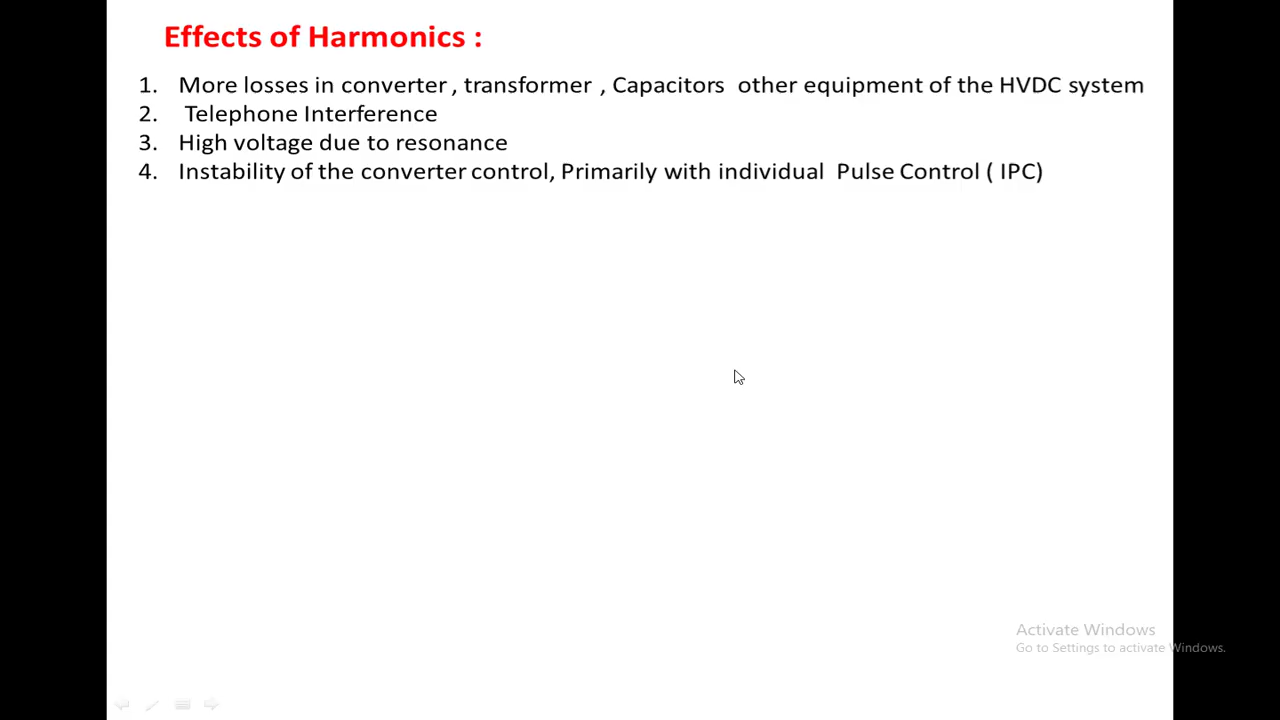 Effects of Harmonics :
1. More losses in converter , transformer , Capacitors other equipment of the HVDC system
2. Telephone Interference
3. High voltage due to resonance
4. Instability of the converter control, Primarily with individual Pulse Control ( IPC)
Activate Windows
Go to Settings to activate Windows.